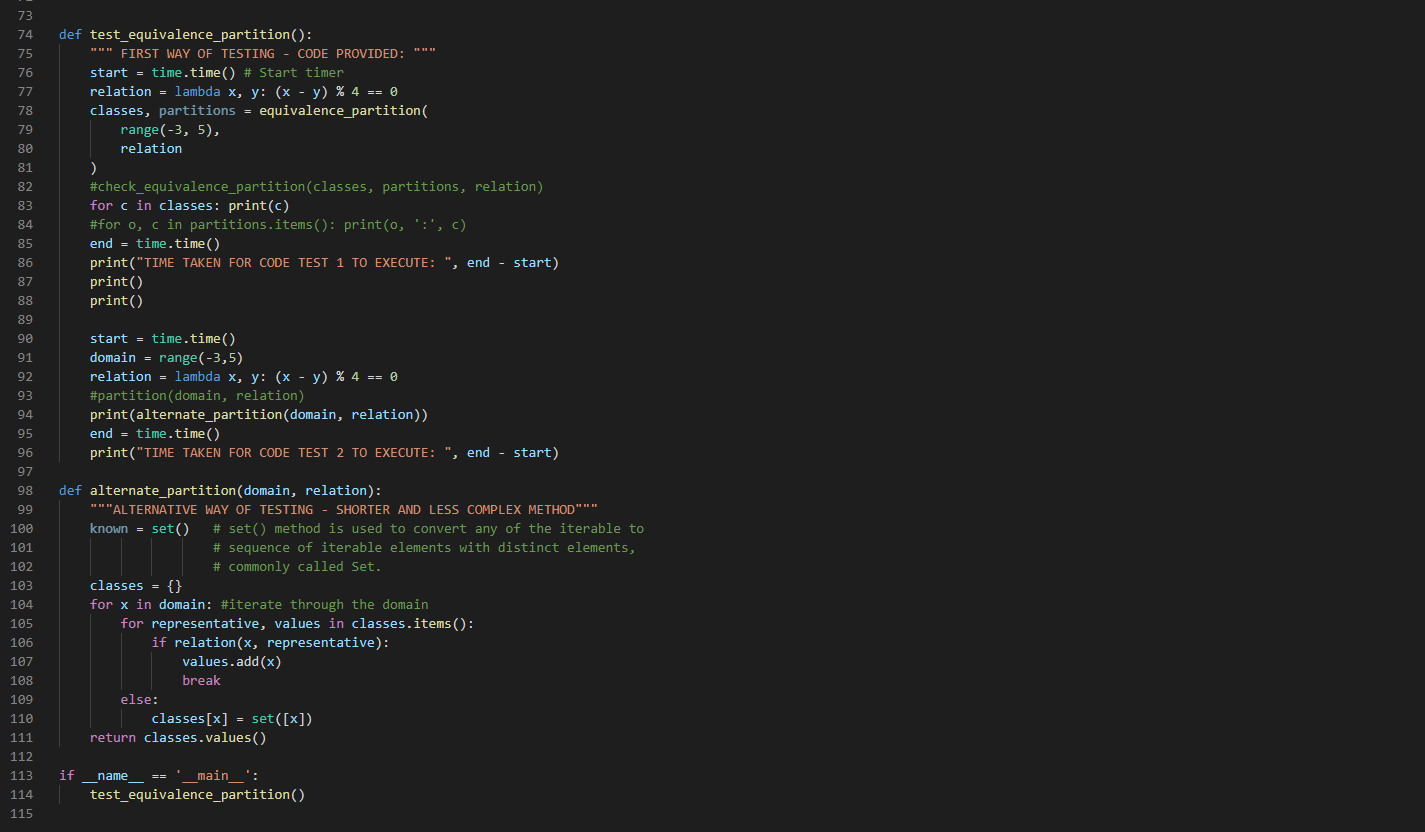 73
74 def test_equivalence_partition():
75     """ FIRST WAY OF TESTING - CODE PROVIDED: """
76     start = time.time() # Start timer
77     relation = lambda x, y: (x - y) % 4 == 0
78     classes, partitions = equivalence_partition(
79         range(-3, 5),
80         relation
81     )
82     #check_equivalence_partition(classes, partitions, relation)
83     for c in classes: print(c)
84     #for o, c in partitions.items(): print(o, ':', c)
85     end = time.time()
86     print("TIME TAKEN FOR CODE TEST 1 TO EXECUTE: ", end - start)
87     print()
88     print()
89
90     start = time.time()
91     domain = range(-3,5)
92     relation = lambda x, y: (x - y) % 4 == 0
93     #partition(domain, relation)
94     print(alternate_partition(domain, relation))
95     end = time.time()
96     print("TIME TAKEN FOR CODE TEST 2 TO EXECUTE: ", end - start)
97
98 def alternate_partition(domain, relation):
99     """ALTERNATIVE WAY OF TESTING - SHORTER AND LESS COMPLEX METHOD"""
100     known = set()   # set() method is used to convert any of the iterable to
101                     # sequence of iterable elements with distinct elements,
102                     # commonly called Set.
103     classes = {}
104     for x in domain: #iterate through the domain
105         for representative, values in classes.items():
106             if relation(x, representative):
107                 values.add(x)
108                 break
109         else:
110             classes[x] = set([x])
111     return classes.values()
112
113 if __name__ == '__main__':
114     test_equivalence_partition()
115